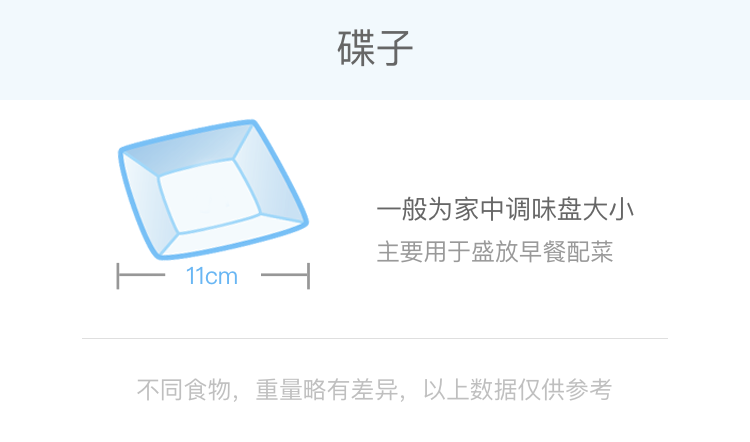 碟子
一般为家中调味盘大小
主要用于盛放早餐配菜
11cm
不同食物，重量略有差异，以上数据仅供参考